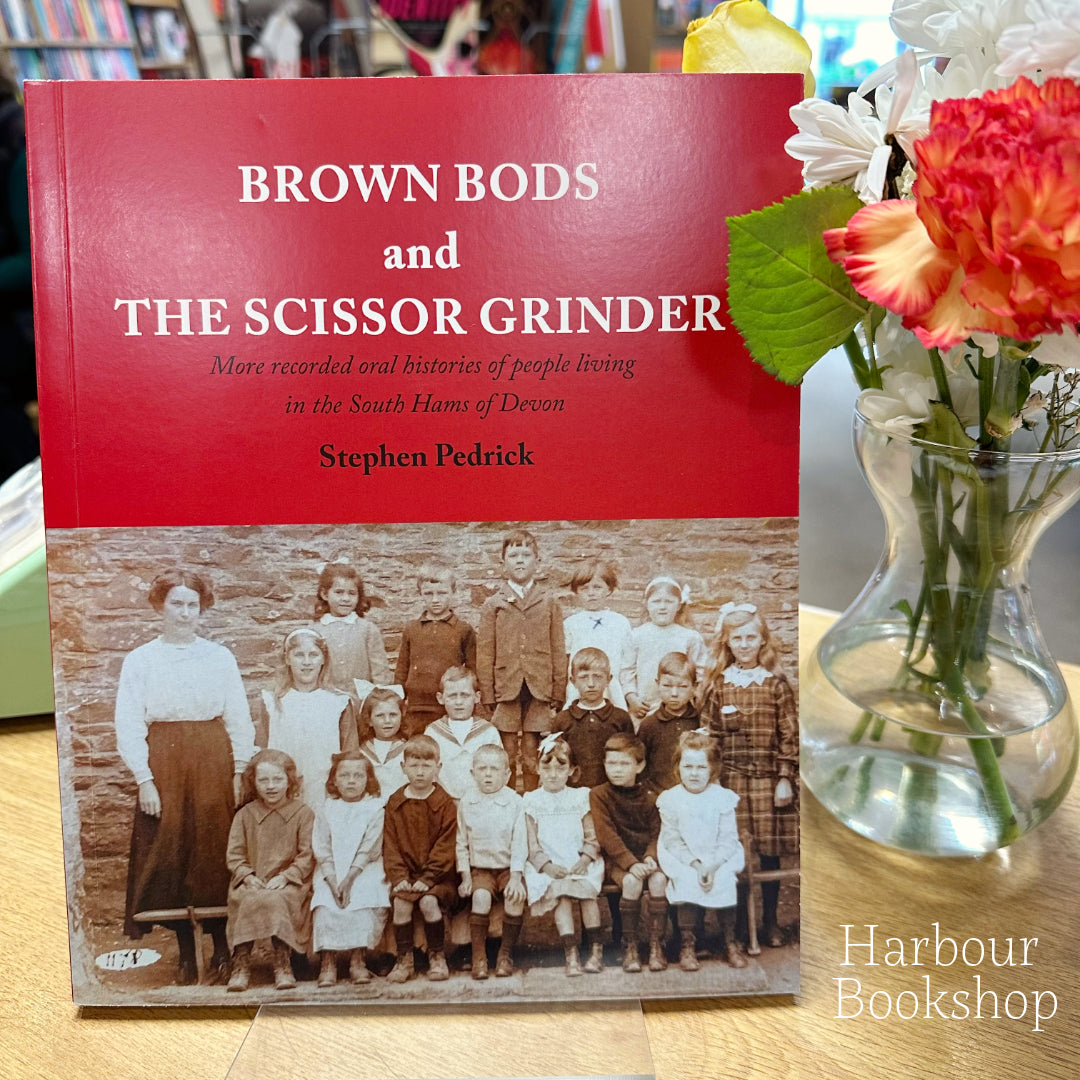 BROWN BODS
and
THE SCISSOR GRINDER
More recorded oral histories of people living
in the South Hams of Devon
Stephen Pedrick
1178
Harbour
Bookshop